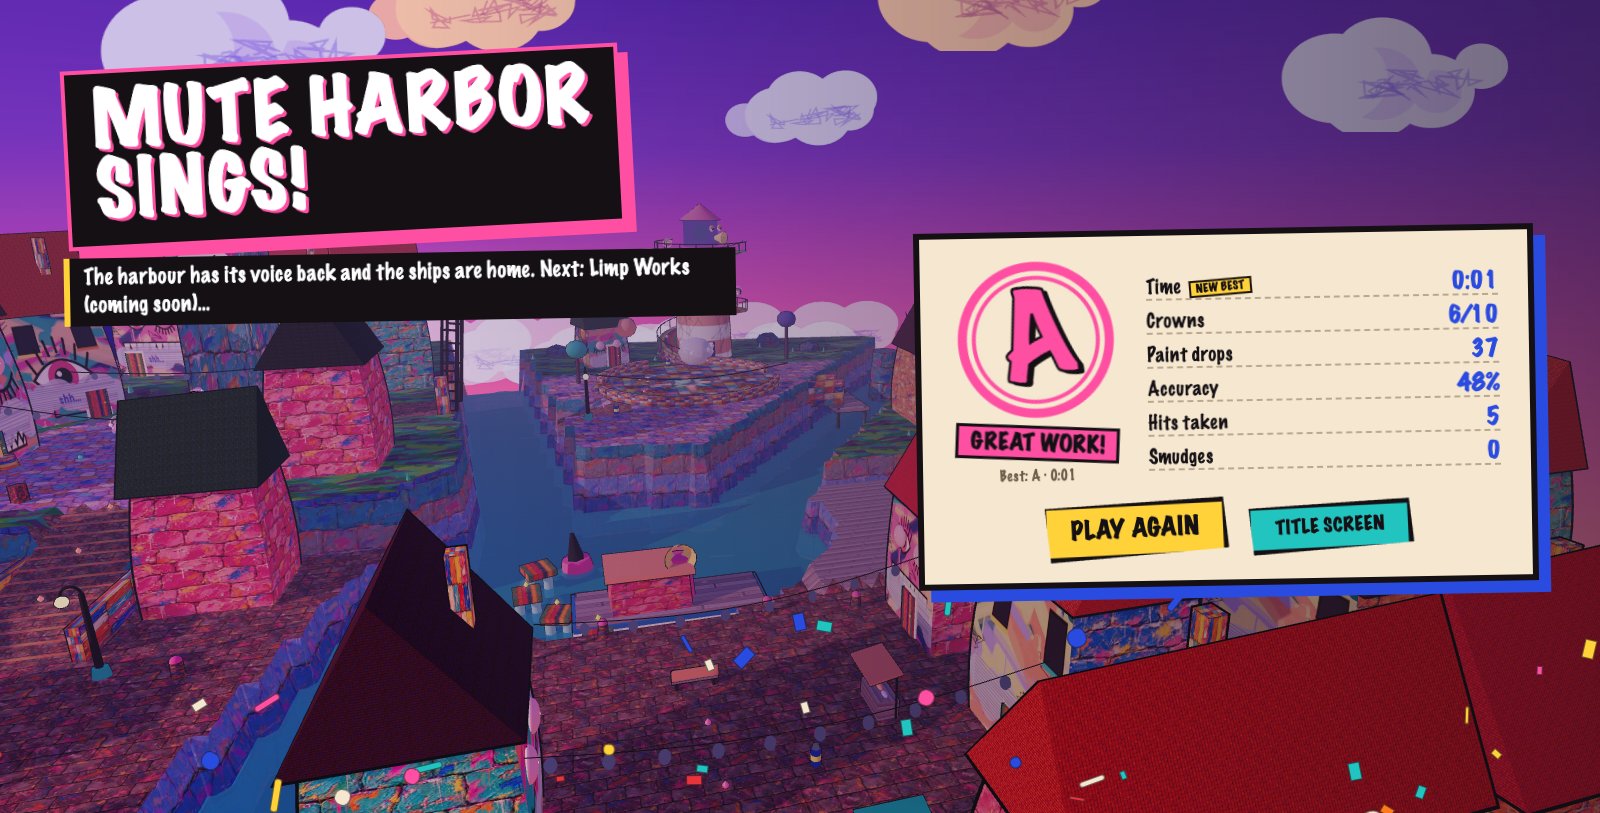 MUTE HARBOR
SINGS!
The harbour has its voice back and the ships are home. Next: Limp Works
(coming soon)...
A
GREAT WORK!
Best: A · 0:01
Time NEW BEST 0:01
Crowns 6/10
Paint drops 37
Accuracy 48%
Hits taken 5
Smudges 0
PLAY AGAIN
TITLE SCREEN
shh...
shh...